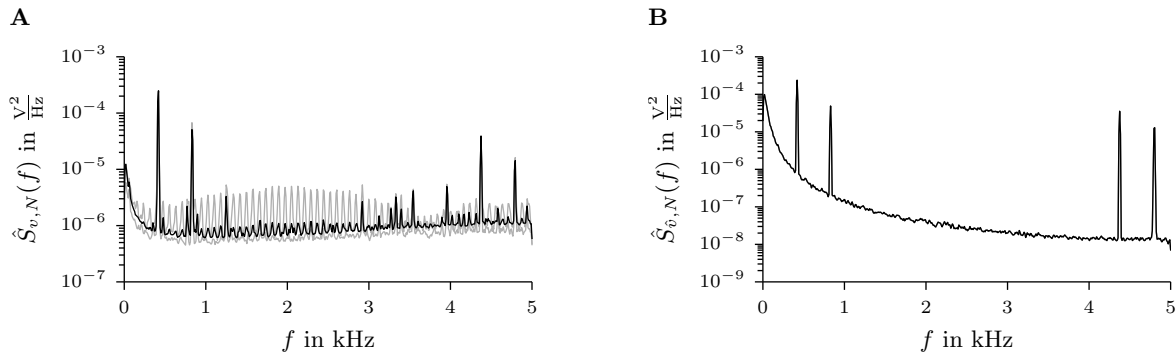 A
10⁻³
10⁻⁴
10⁻⁵
10⁻⁶
10⁻⁷
Ŝᵥ,N(f) in V²/Hz
0 1 2 3 4 5
f in kHz
B
10⁻³
10⁻⁴
10⁻⁵
10⁻⁶
10⁻⁷
10⁻⁸
10⁻⁹
Ŝv̂,N(f) in V²/Hz
0 1 2 3 4 5
f in kHz